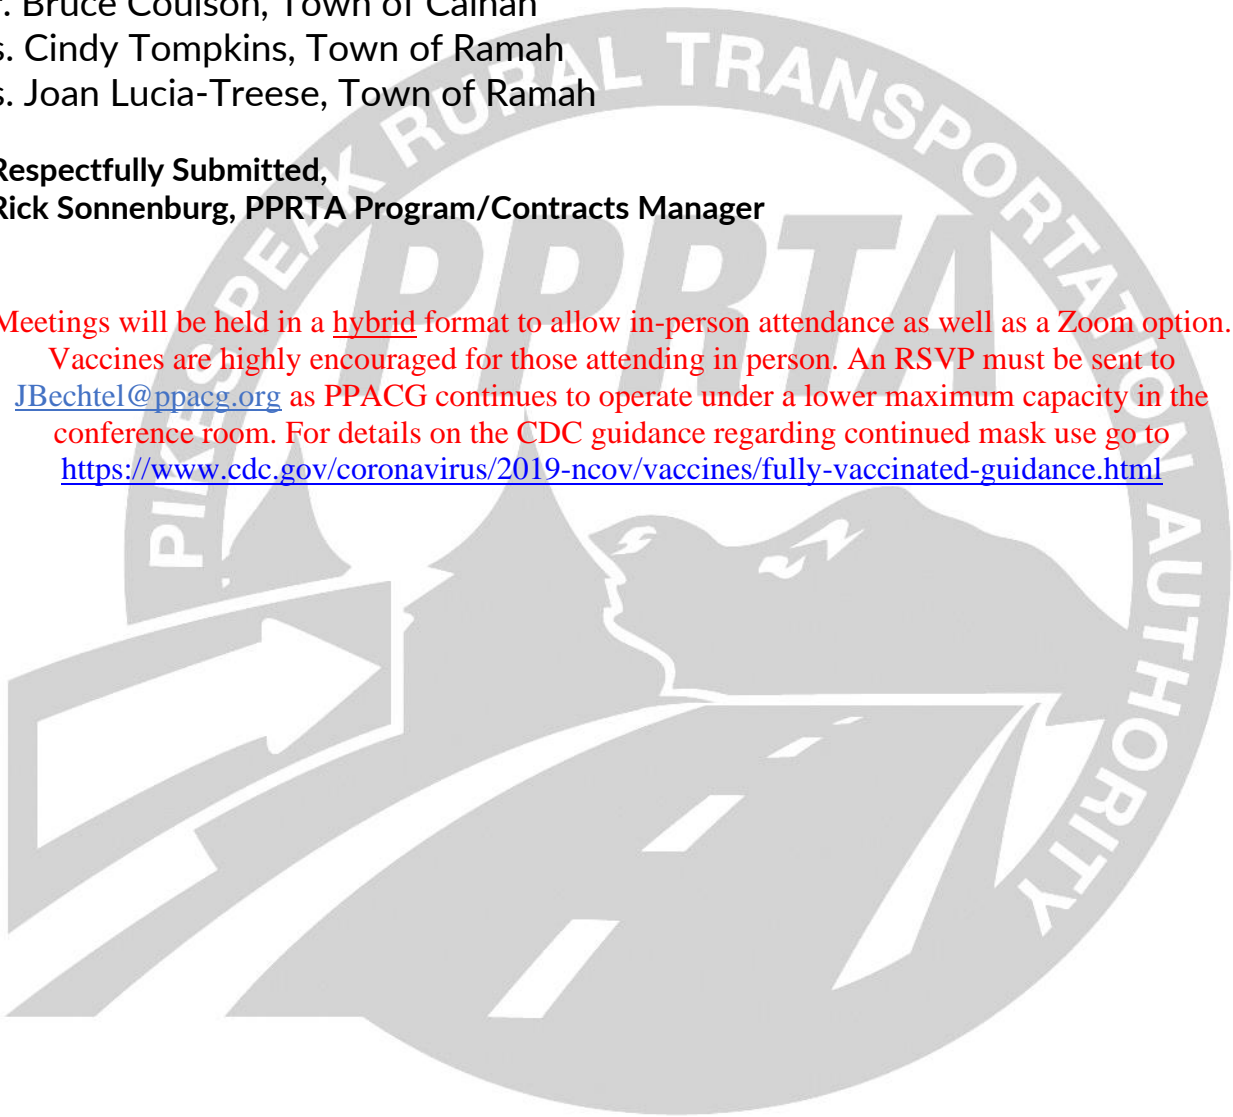 r. Bruce Coulson, Town of Calhan
s. Cindy Tompkins, Town of Ramah
s. Joan Lucia-Treese, Town of Ramah
Respectfully Submitted,
Rick Sonnenburg, PPRTA Program/Contracts Manager
Meetings will be held in a hybrid format to allow in-person attendance as well as a Zoom option.
Vaccines are highly encouraged for those attending in person. An RSVP must be sent to
JBechtel@ppacg.org as PPACG continues to operate under a lower maximum capacity in the
conference room. For details on the CDC guidance regarding continued mask use go to
https://www.cdc.gov/coronavirus/2019-ncov/vaccines/fully-vaccinated-guidance.html
PIKES PEAK RURAL TRANSPORTATION AUTHORITY
PPRTA